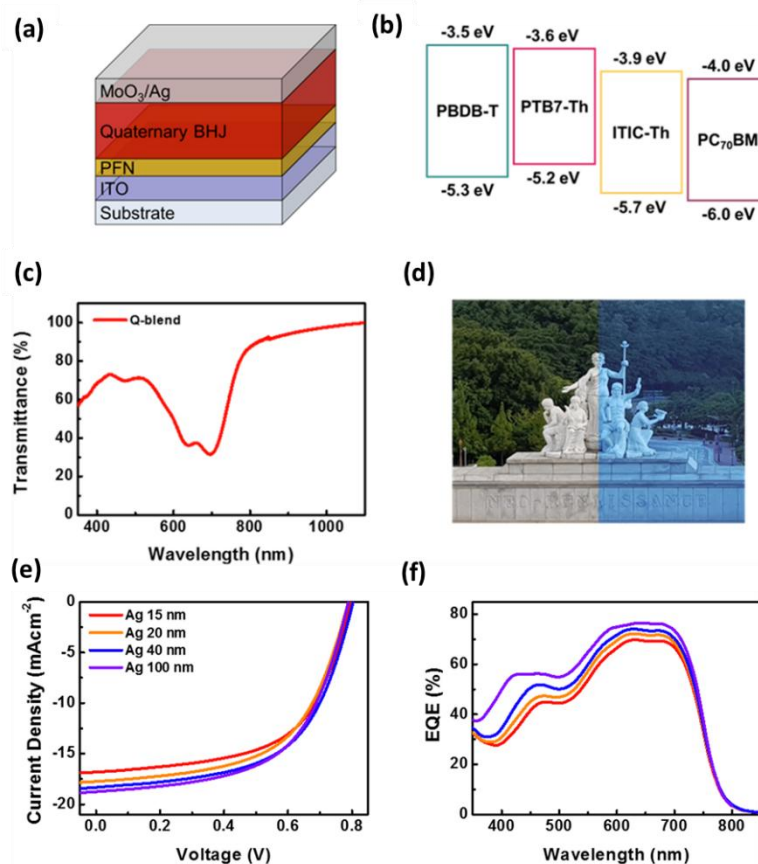 (a)
MoO₃/Ag
Quaternary BHJ
PFN
ITO
Substrate
(b)
-3.5 eV
-3.6 eV
-3.9 eV
-4.0 eV
PBDB-T
PTB7-Th
ITIC-Th
PC₇₀BM
-5.3 eV
-5.2 eV
-5.7 eV
-6.0 eV
(c)
Transmittance (%)
100
80
60
40
20
0
Q-blend
400 600 800 1000
Wavelength (nm)
(d)
(e)
Current Density (mAcm⁻²)
0
-5
-10
-15
-20
Ag 15 nm
Ag 20 nm
Ag 40 nm
Ag 100 nm
0.0 0.2 0.4 0.6 0.8
Voltage (V)
(f)
EQE (%)
80
60
40
20
0
400 500 600 700 800
Wavelength (nm)